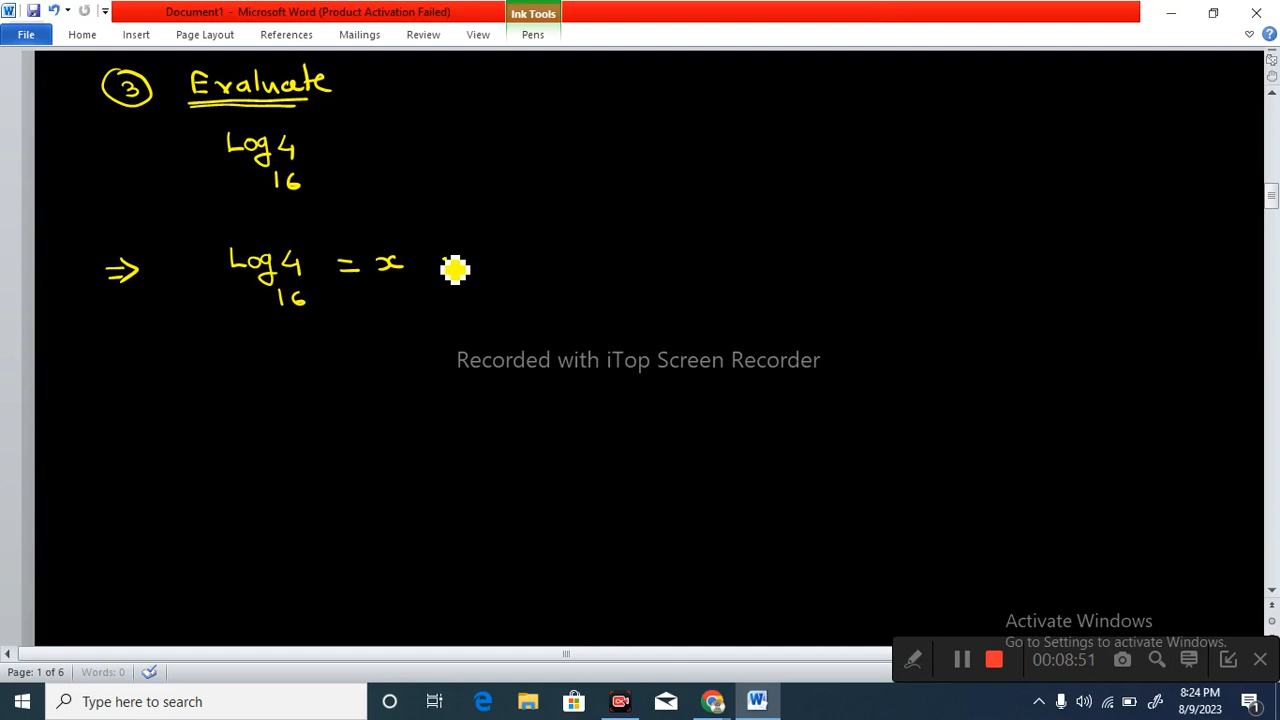 Document1 - Microsoft Word (Product Activation Failed)
Ink Tools
File Home Insert Page Layout References Mailings Review View Pens
3 Evaluate
Log 4
16
⇒ Log 4 = x
16
Recorded with iTop Screen Recorder
Activate Windows
Go to Settings to activate Windows.
00:08:51
Page: 1 of 6 Words: 0
Type here to search
8:24 PM
8/9/2023
1